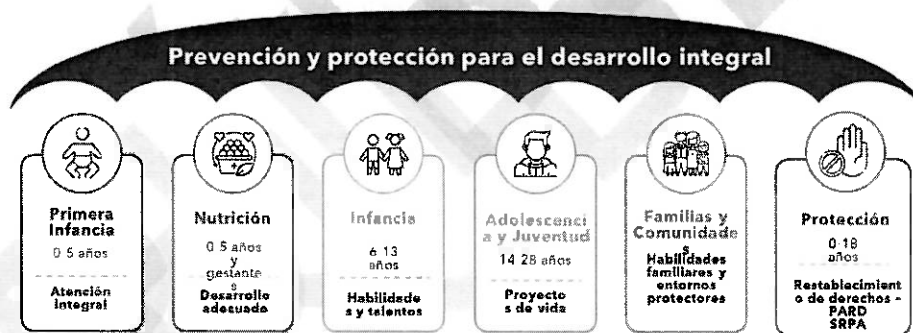 Prevención y protección para el desarrollo integral
Primera
Infancia
0-5 años
Atención
Integral
Nutrición
0-5 años
y
gestante
s
Desarrollo
adecuado
Infancia
6-13
años
Habilidade
s y talentos
Adolescenci
a y Juventud
14-28 años
Proyecto
s de vida
Familias y
Comunidade
s
Habilidades
familiares y
entornos
protectores
Protección
0-18
años
Restablecimient
o de derechos -
PARD
SRPA